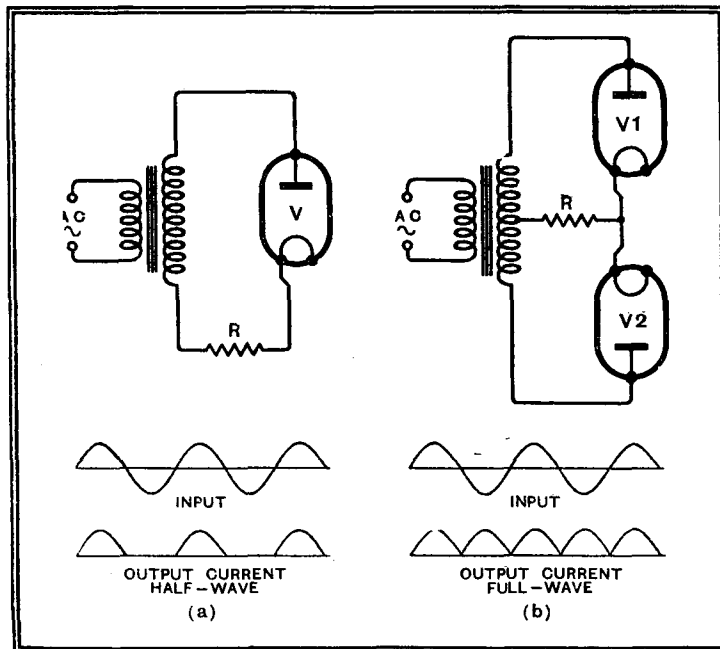 AC
~
V
R
INPUT
OUTPUT CURRENT
HALF-WAVE
(a)
AC
~
V1
R
V2
INPUT
OUTPUT CURRENT
FULL-WAVE
(b)